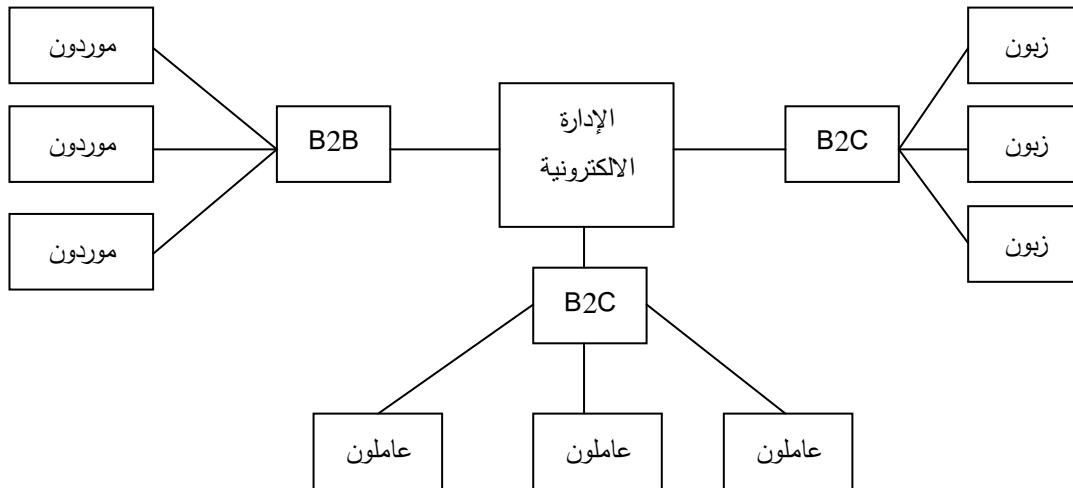 زبون
موردون
الإدارة
الالكترونية
B2C
B2B
زبون
موردون
زبون
موردون
B2C
عاملون
عاملون
عاملون